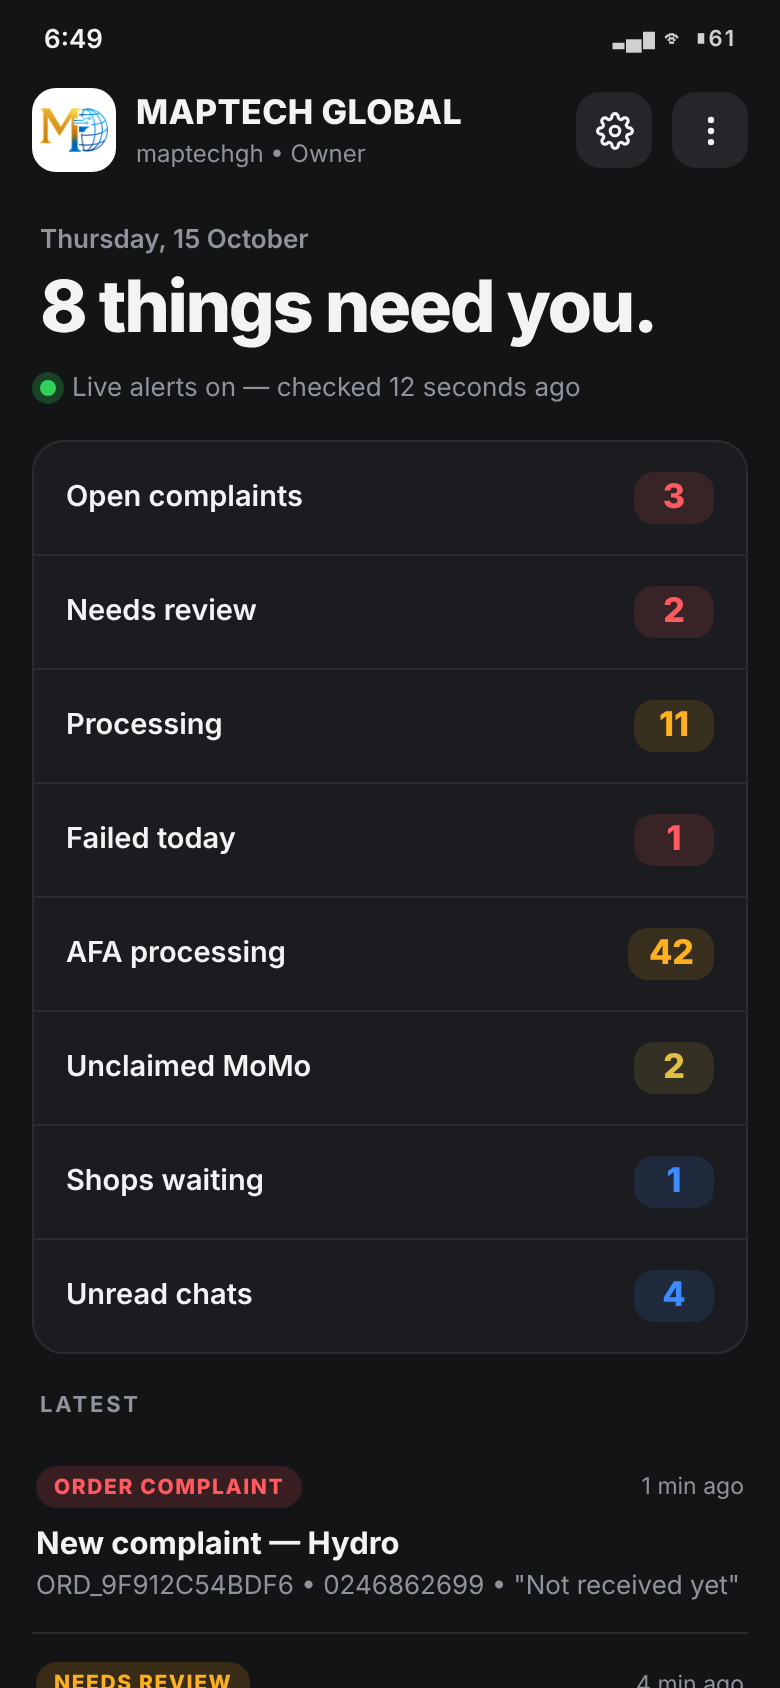 6:49
61
MAPTECH GLOBAL
maptechgh • Owner
Thursday, 15 October
8 things need you.
Live alerts on — checked 12 seconds ago
Open complaints 3
Needs review 2
Processing 11
Failed today 1
AFA processing 42
Unclaimed MoMo 2
Shops waiting 1
Unread chats 4
LATEST
ORDER COMPLAINT 1 min ago
New complaint — Hydro
ORD_9F912C54BDF6 • 0246862699 • "Not received yet"
NEEDS REVIEW 4 min ago